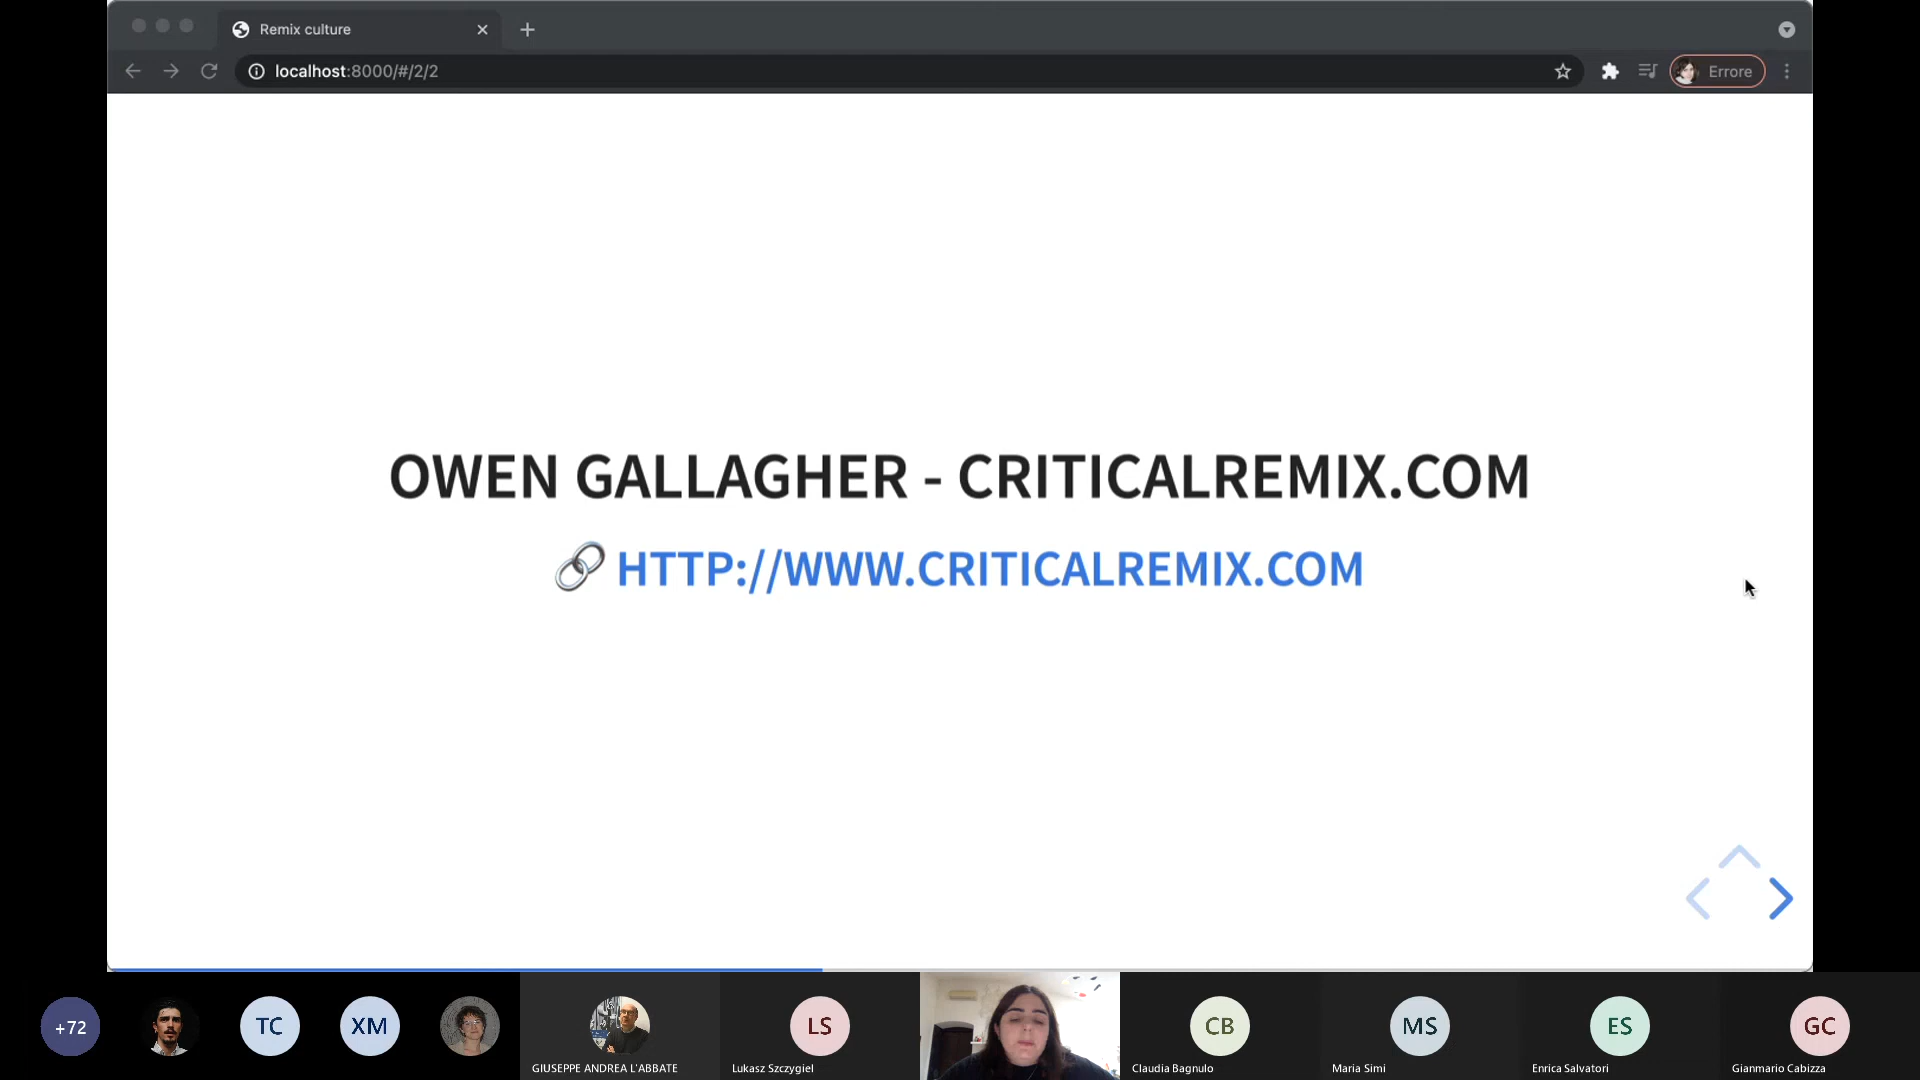 Remix culture
localhost:8000/#/2/2
Errore
OWEN GALLAGHER - CRITICALREMIX.COM
HTTP://WWW.CRITICALREMIX.COM
+72
TC
XM
LS
CB
MS
ES
GC
GIUSEPPE ANDREA L'ABBATE
Lukasz Szczygiel
Claudia Bagnulo
Maria Simi
Enrica Salvatori
Gianmario Cabizza